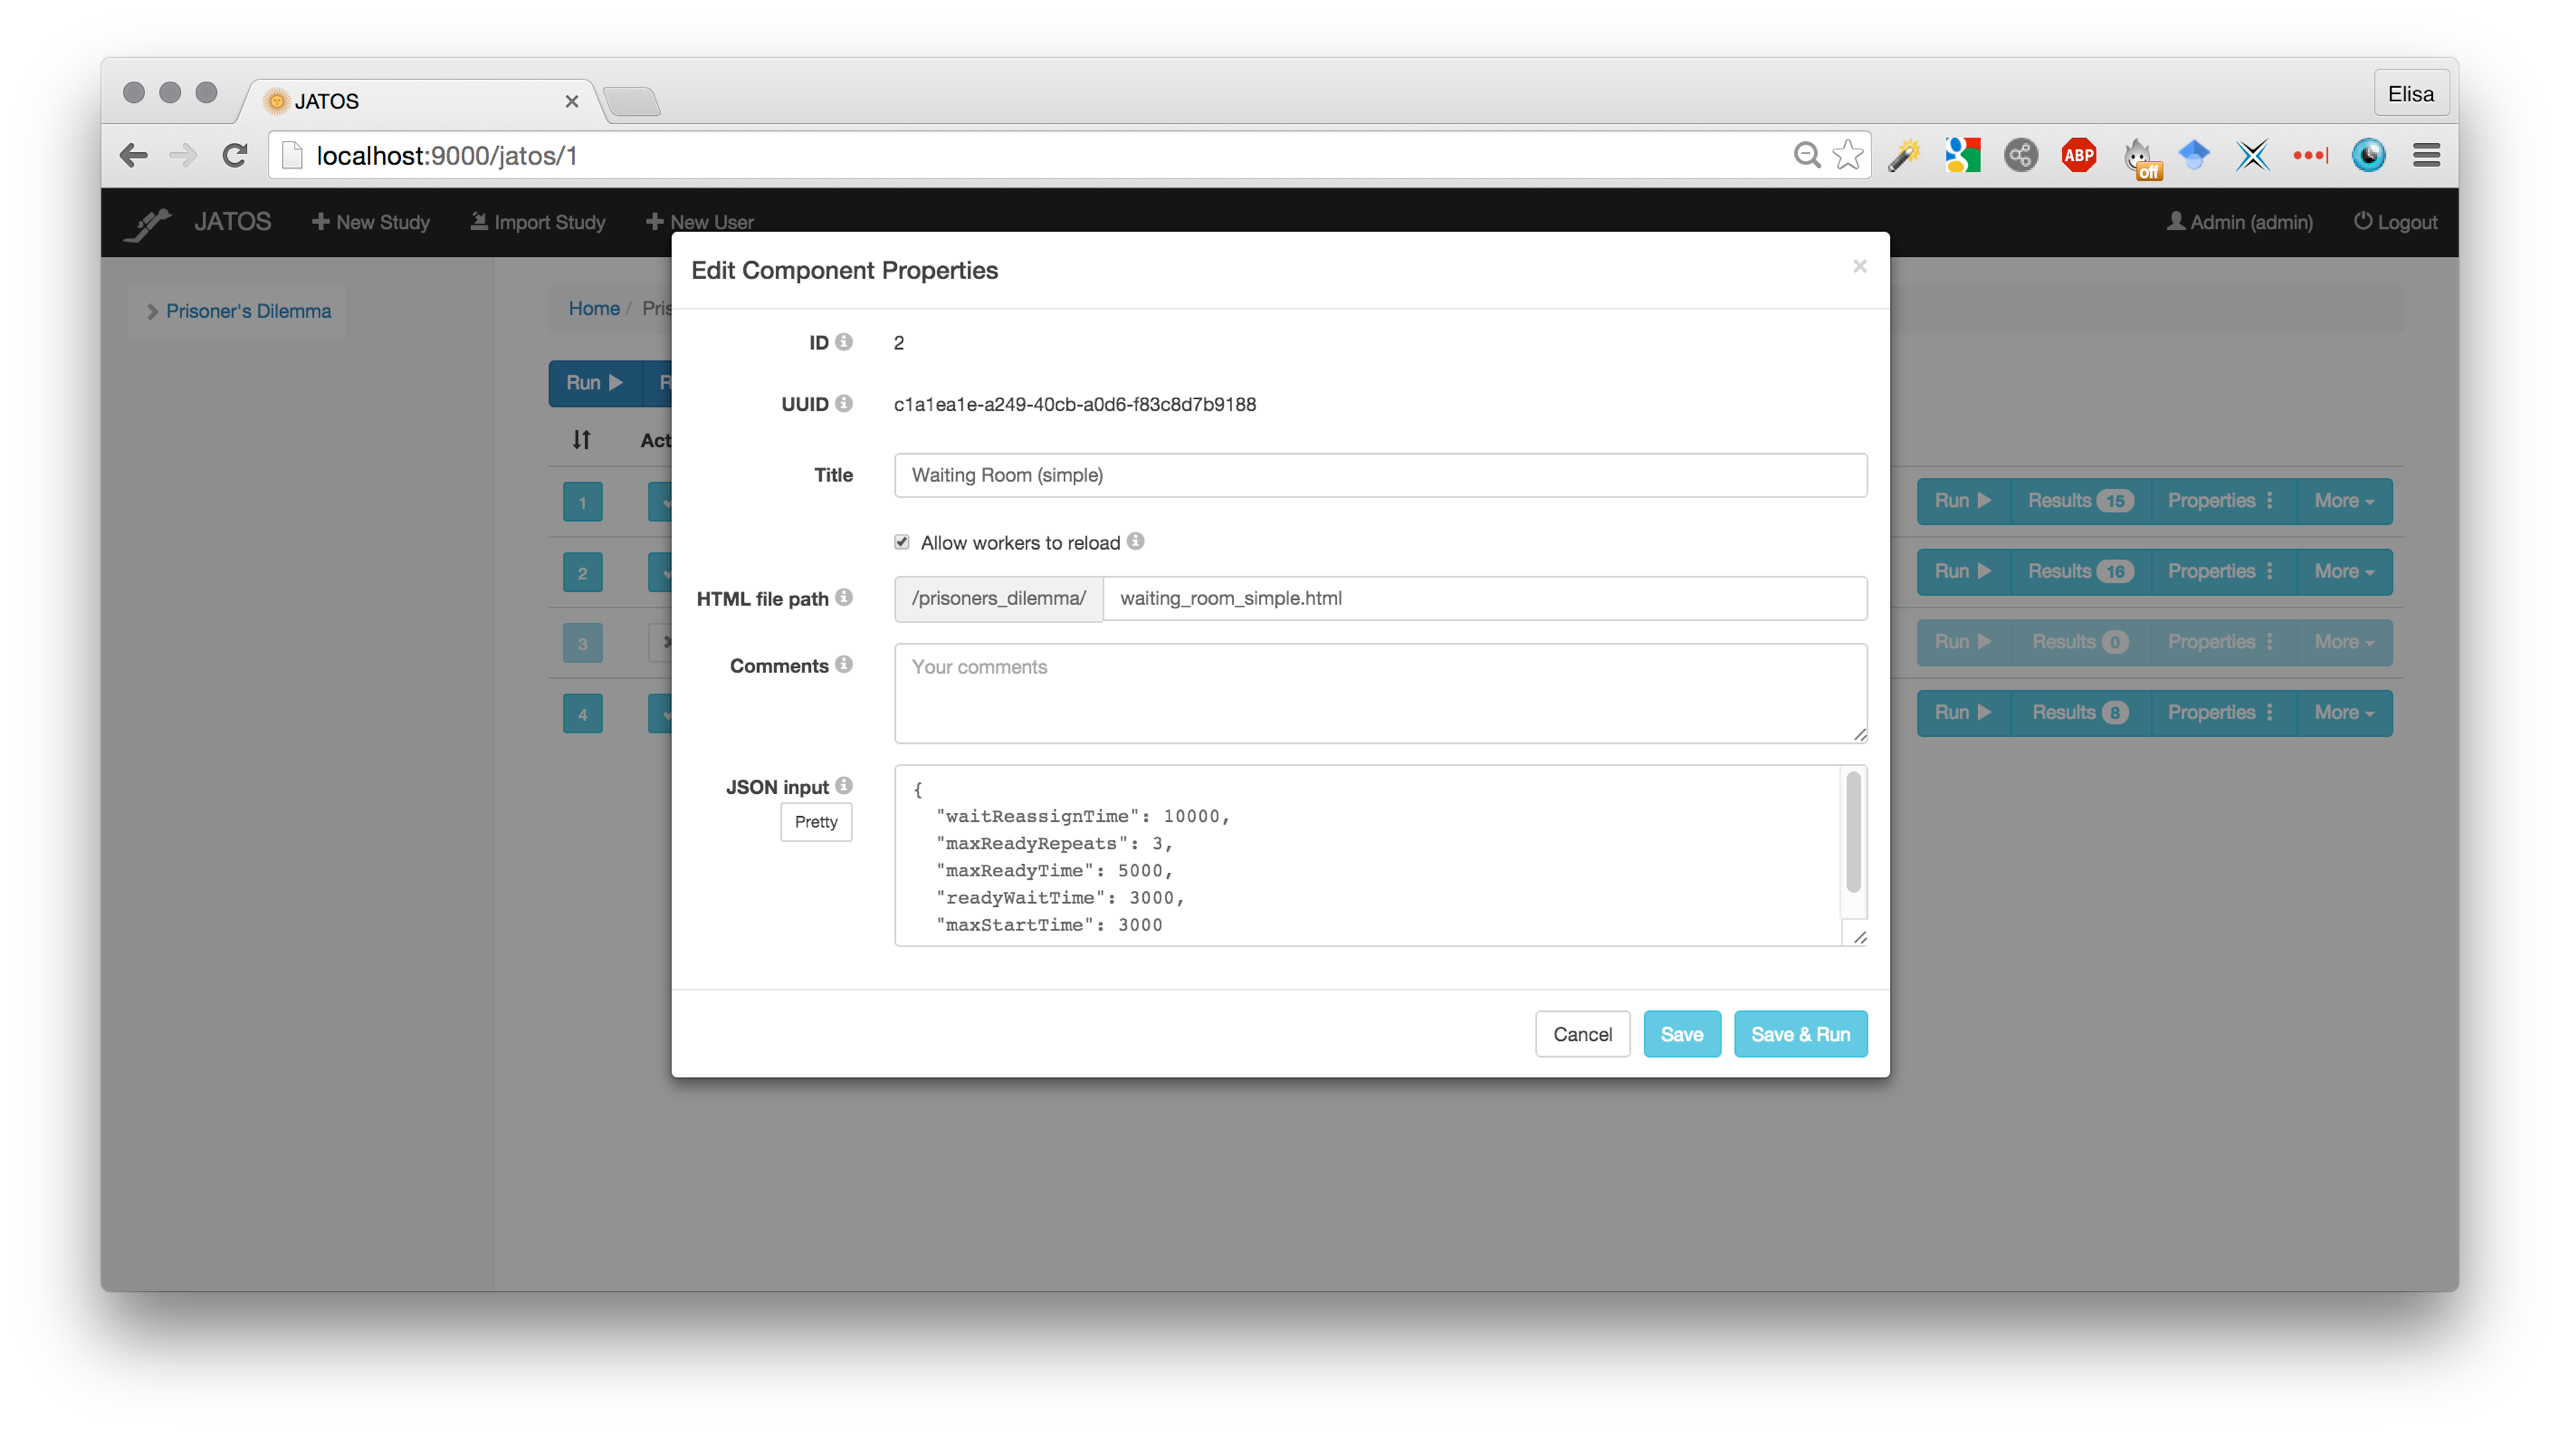 JATOS
Elisa
localhost:9000/jatos/1
ABP
off
JATOS New Study Import Study New User Admin (admin) Logout
Edit Component Properties
Prisoner's Dilemma
Home /
ID 2
Run
UUID c1a1ea1e-a249-40cb-a0d6-f83c8d7b9188
Title Waiting Room (simple)
1 Run Results 15 Properties More
Allow workers to reload
2 Run Results 16 Properties More
HTML file path /prisoners_dilemma/ waiting_room_simple.html
3 Run Results 0 Properties More
Comments Your comments
4 Run Results 8 Properties More
JSON input
Pretty
{
"waitReassignTime": 10000,
"maxReadyRepeats": 3,
"maxReadyTime": 5000,
"readyWaitTime": 3000,
"maxStartTime": 3000
Cancel Save Save & Run